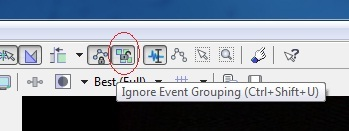 Best (Full)
Ignore Event Grouping (Ctrl+Shift+U)